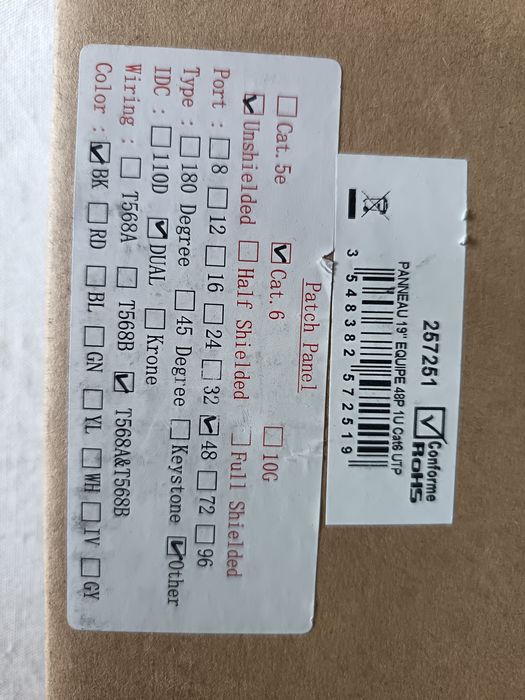 257251 ☑ Conforme
RoHS
PANNEAU 19" EQUIPE 48P 1U Cat6 UTP
3 548382 572519
Patch Panel
☐ Cat. 5e ☑ Cat. 6 ☐ 10G
☑ Unshielded ☐ Half Shielded ☐ Full Shielded
Port : ☐ 8 ☐ 12 ☐ 16 ☐ 24 ☐ 32 ☑ 48 ☐ 72 ☐ 96
Type : ☐ 180 Degree ☐ 45 Degree ☐ Keystone ☑ Other
IDC : ☐ 110D ☑ DUAL ☐ Krone
Wiring : ☐ T568A ☐ T568B ☑ T568A&T568B
Color : ☑ BK ☐ RD ☐ BL ☐ GN ☐ YL ☐ WH ☐ IV ☐ GY